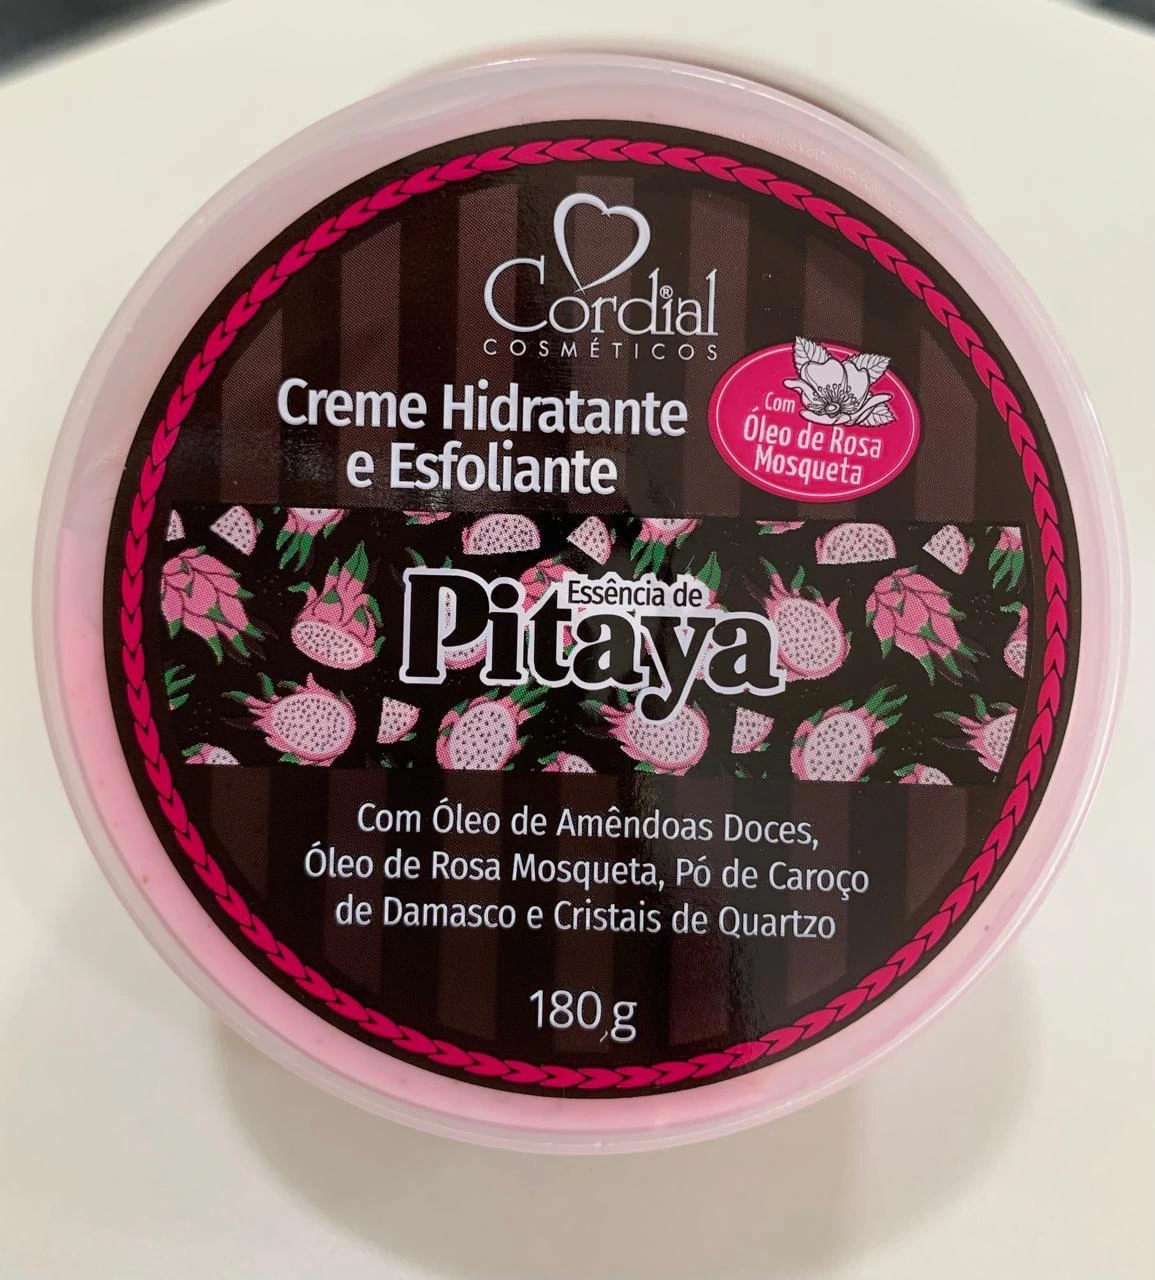 Cordial®
COSMÉTICOS
Creme Hidratante
e Esfoliante
Com
Óleo de Rosa
Mosqueta
Essência de
Pitaya
Com Óleo de Amêndoas Doces,
Óleo de Rosa Mosqueta, Pó de Caroço
de Damasco e Cristais de Quartzo
180 g